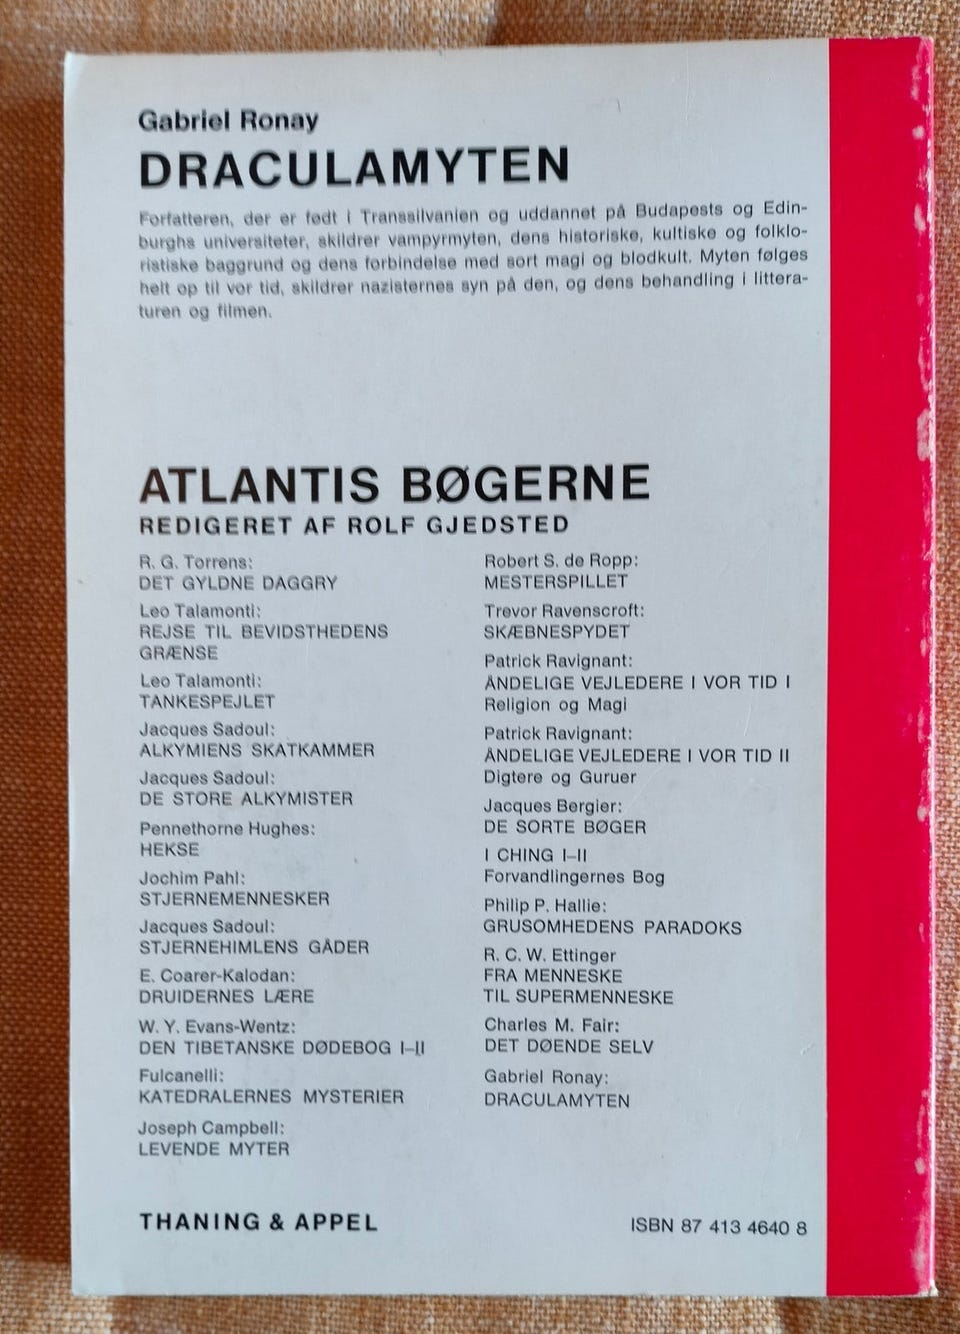 Gabriel Ronay
DRACULAMYTEN
Forfatteren, der er født i Transsilvanien og uddannet på Budapests og Edin-
burghs universiteter, skildrer vampyrmyten, dens historiske, kultiske og folklo-
ristiske baggrund og dens forbindelse med sort magi og blodkult. Myten følges
helt op til vor tid, skildrer nazisternes syn på den, og dens behandling i littera-
turen og filmen.
ATLANTIS BØGERNE
REDIGERET AF ROLF GJEDSTED
R. G. Torrens:
DET GYLDNE DAGGRY
Leo Talamonti:
REJSE TIL BEVIDSTHEDENS
GRÆNSE
Leo Talamonti:
TANKESPEJLET
Jacques Sadoul:
ALKYMIENS SKATKAMMER
Jacques Sadoul:
DE STORE ALKYMISTER
Pennethorne Hughes:
HEKSE
Jochim Pahl:
STJERNEMENNESKER
Jacques Sadoul:
STJERNEHIMLENS GÅDER
E. Coarer-Kalodan:
DRUIDERNES LÆRE
W. Y. Evans-Wentz:
DEN TIBETANSKE DØDEBOG I–II
Fulcanelli:
KATEDRALERNES MYSTERIER
Joseph Campbell:
LEVENDE MYTER
Robert S. de Ropp:
MESTERSPILLET
Trevor Ravenscroft:
SKÆBNESPYDET
Patrick Ravignant:
ÅNDELIGE VEJLEDERE I VOR TID I
Religion og Magi
Patrick Ravignant:
ÅNDELIGE VEJLEDERE I VOR TID II
Digtere og Guruer
Jacques Bergier:
DE SORTE BØGER
I CHING I–II
Forvandlingernes Bog
Philip P. Hallie:
GRUSOMHEDENS PARADOKS
R. C. W. Ettinger
FRA MENNESKE
TIL SUPERMENNESKE
Charles M. Fair:
DET DØENDE SELV
Gabriel Ronay:
DRACULAMYTEN
THANING & APPEL
ISBN 87 413 4640 8